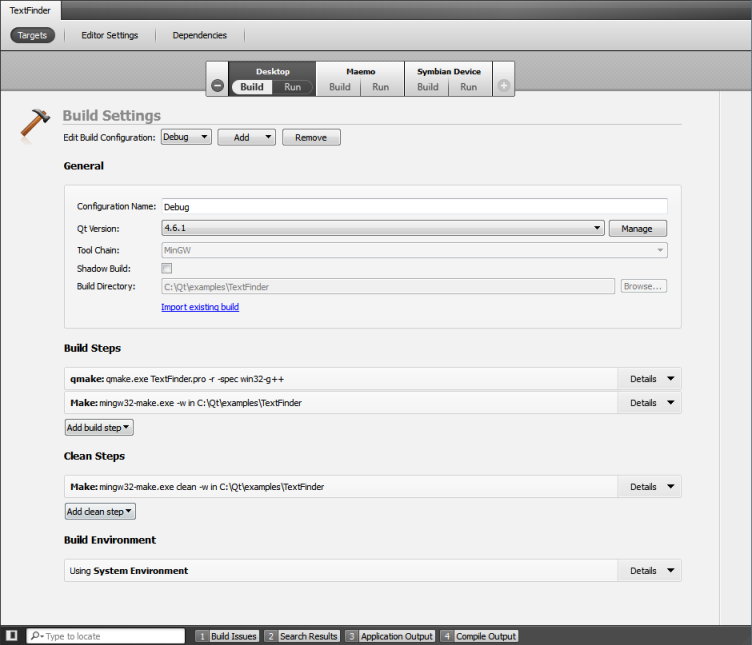 TextFinder
Targets Editor Settings Dependencies
Desktop Maemo Symbian Device
Build Run Build Run Build Run
Build Settings
Edit Build Configuration: Debug Add Remove
General
Configuration Name: Debug
Qt Version: 4.6.1 Manage
Tool Chain: MinGW
Shadow Build:
Build Directory: C:\Qt\examples\TextFinder Browse...
Import existing build
Build Steps
qmake: qmake.exe TextFinder.pro -r -spec win32-g++ Details
Make: mingw32-make.exe -w in C:\Qt\examples\TextFinder Details
Add build step
Clean Steps
Make: mingw32-make.exe clean -w in C:\Qt\examples\TextFinder Details
Add clean step
Build Environment
Using System Environment Details
Type to locate 1 Build Issues 2 Search Results 3 Application Output 4 Compile Output